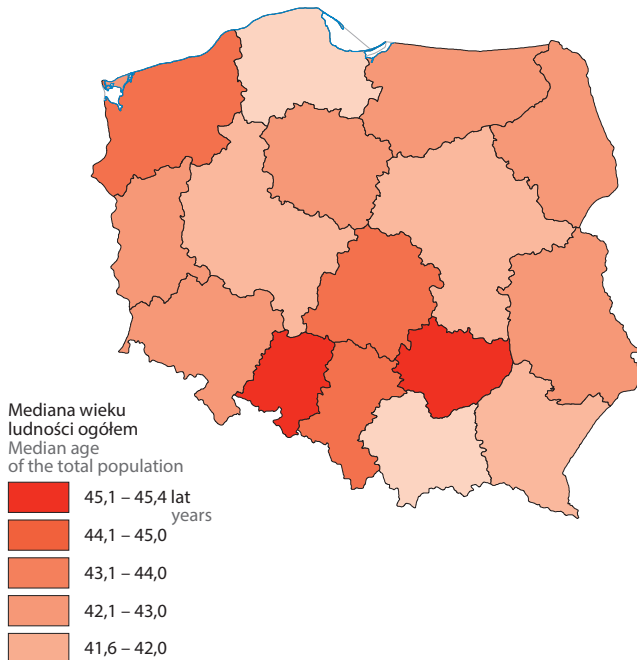 Mediana wieku
ludności ogółem
Median age
of the total population
45,1 – 45,4 lat
years
44,1 – 45,0
43,1 – 44,0
42,1 – 43,0
41,6 – 42,0